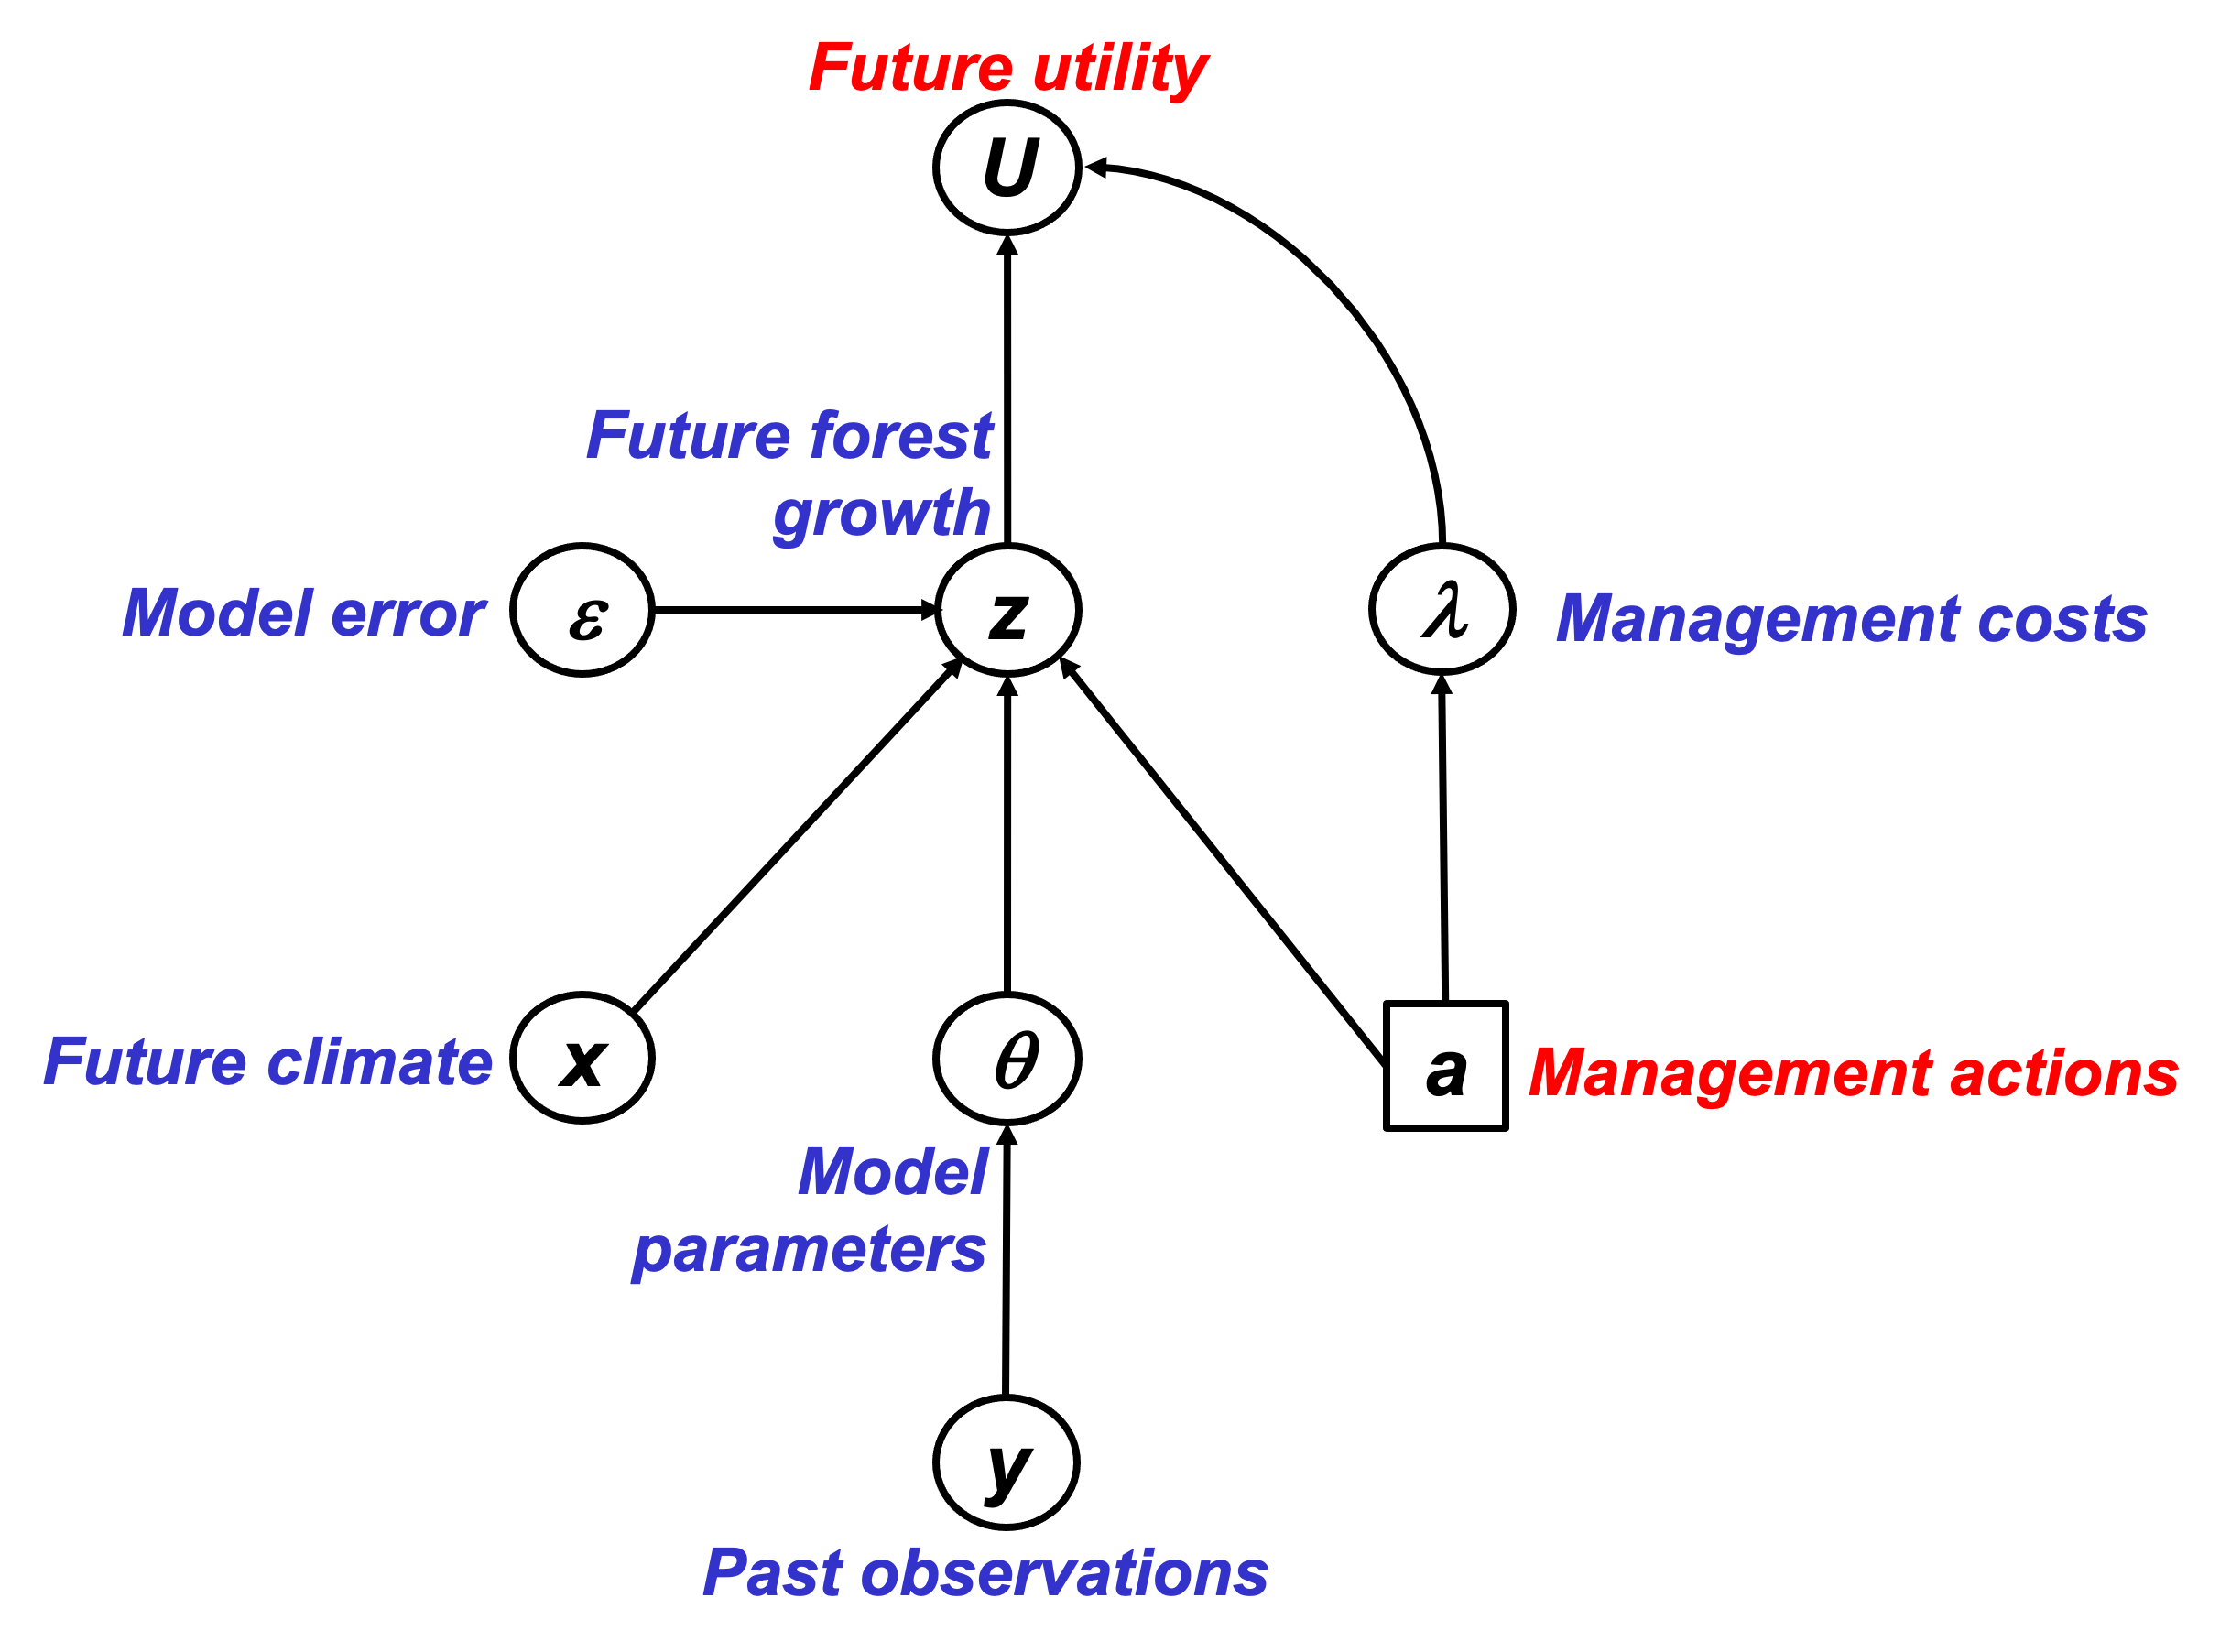 Future utility
U
Future forest
growth
Model error
ε
z
λ
Management costs
Future climate
x
θ
a
Management actions
Model
parameters
y
Past observations